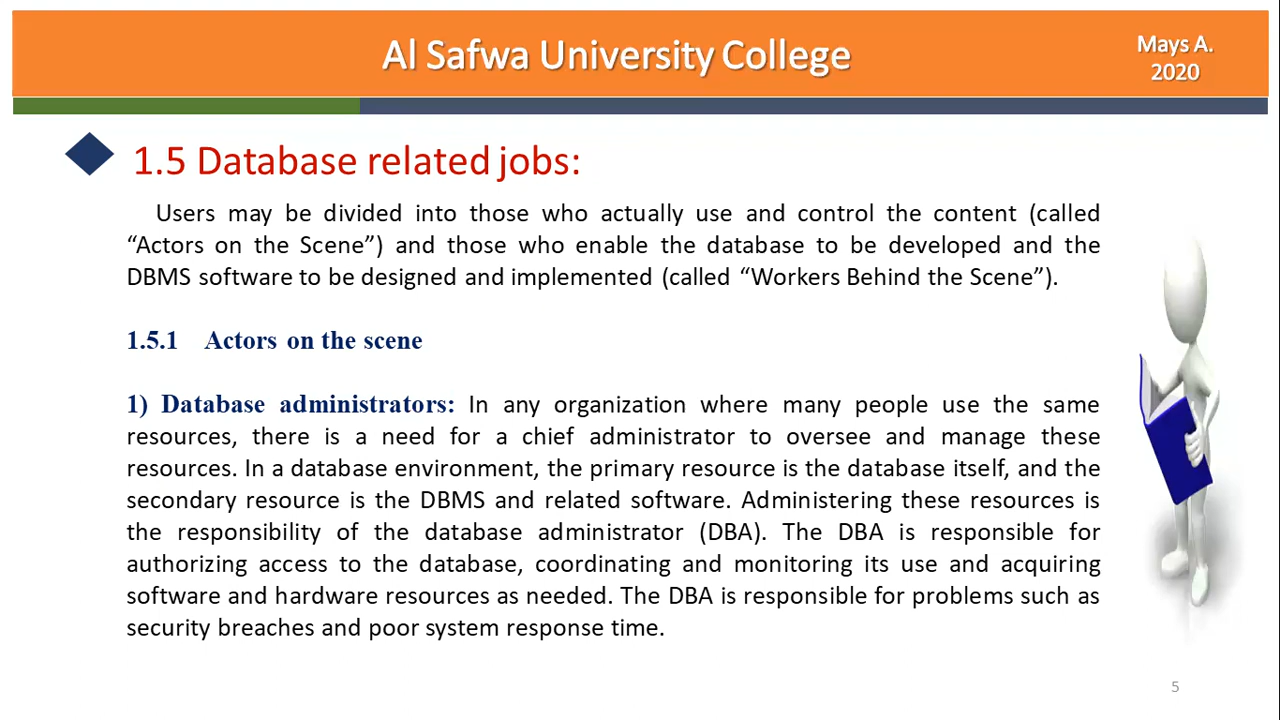 Al Safwa University College
Mays A.
2020
1.5 Database related jobs:
Users may be divided into those who actually use and control the content (called
“Actors on the Scene”) and those who enable the database to be developed and the
DBMS software to be designed and implemented (called “Workers Behind the Scene”).
1.5.1 Actors on the scene
1) Database administrators: In any organization where many people use the same
resources, there is a need for a chief administrator to oversee and manage these
resources. In a database environment, the primary resource is the database itself, and the
secondary resource is the DBMS and related software. Administering these resources is
the responsibility of the database administrator (DBA). The DBA is responsible for
authorizing access to the database, coordinating and monitoring its use and acquiring
software and hardware resources as needed. The DBA is responsible for problems such as
security breaches and poor system response time.
5